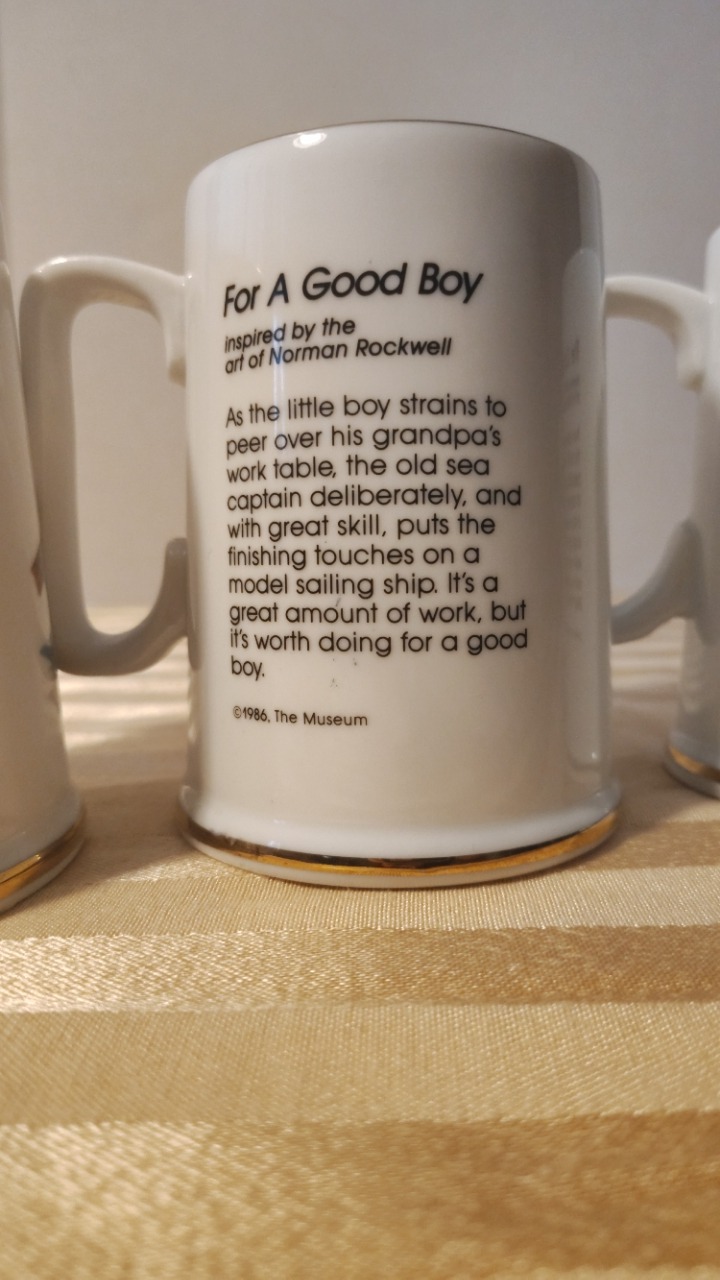 For A Good Boy
inspired by the
art of Norman Rockwell
As the little boy strains to
peer over his grandpa's
work table, the old sea
captain deliberately, and
with great skill, puts the
finishing touches on a
model sailing ship. It's a
great amount of work, but
it's worth doing for a good
boy.
©1986, The Museum